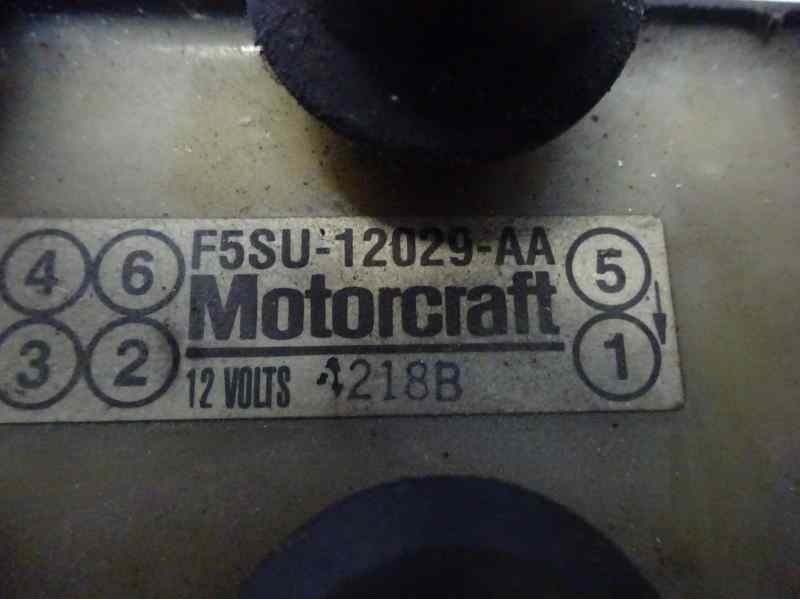 4 6 F5SU-12029-AA 5
Motorcraft
3 2 12 VOLTS 4218B 1